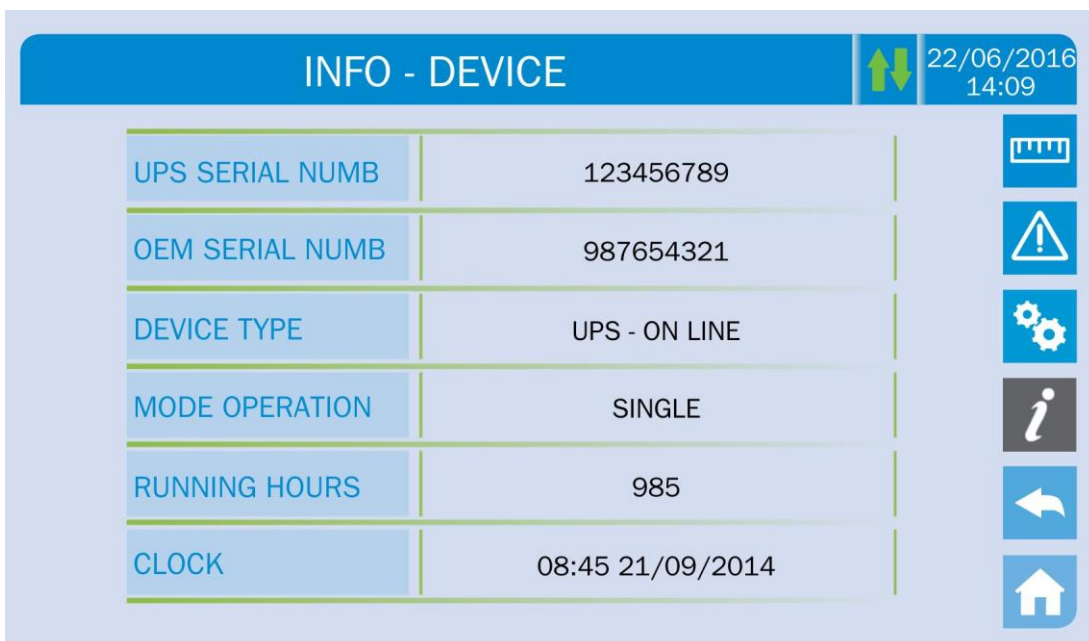 INFO - DEVICE
22/06/2016
14:09
UPS SERIAL NUMB 123456789
OEM SERIAL NUMB 987654321
DEVICE TYPE UPS - ON LINE
MODE OPERATION SINGLE
RUNNING HOURS 985
CLOCK 08:45 21/09/2014